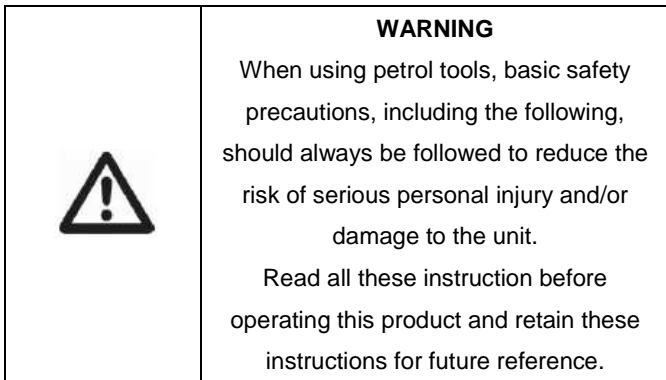 WARNING
When using petrol tools, basic safety
precautions, including the following,
should always be followed to reduce the
risk of serious personal injury and/or
damage to the unit.
Read all these instruction before
operating this product and retain these
instructions for future reference.